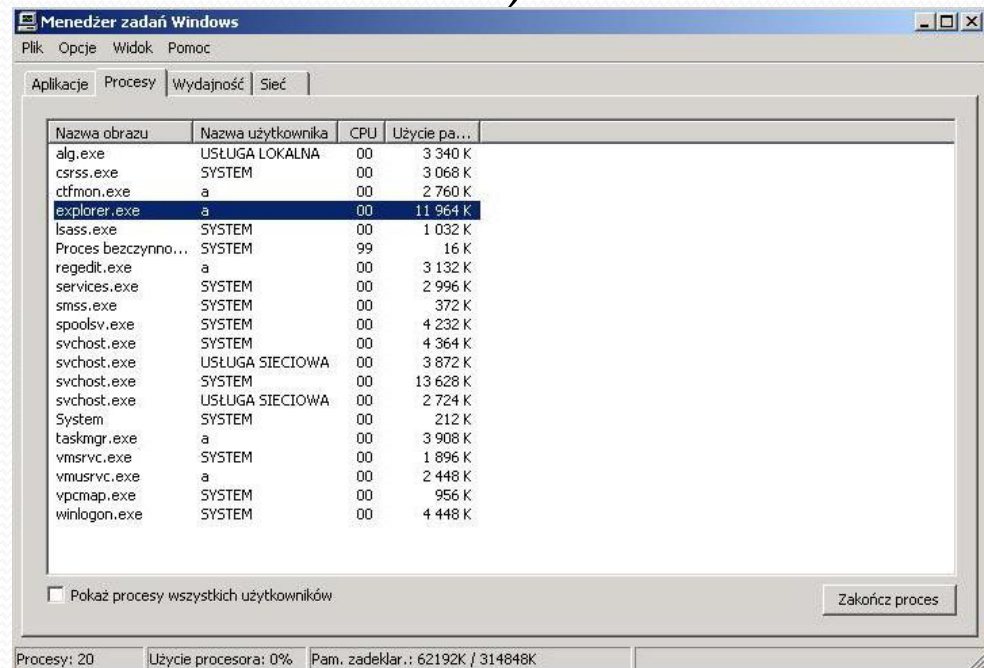 Menedżer zadań Windows
Plik Opcje Widok Pomoc
Aplikacje Procesy Wydajność Sieć
Nazwa obrazu Nazwa użytkownika CPU Użycie pa...
alg.exe USŁUGA LOKALNA 00 3 340 K
csrss.exe SYSTEM 00 3 068 K
ctfmon.exe a 00 2 760 K
explorer.exe a 00 11 964 K
lsass.exe SYSTEM 00 1 032 K
Proces bezczynno... SYSTEM 99 16 K
regedit.exe a 00 3 132 K
services.exe SYSTEM 00 2 996 K
smss.exe SYSTEM 00 372 K
spoolsv.exe SYSTEM 00 4 232 K
svchost.exe SYSTEM 00 4 364 K
svchost.exe USŁUGA SIECIOWA 00 3 872 K
svchost.exe SYSTEM 00 13 628 K
svchost.exe USŁUGA SIECIOWA 00 2 724 K
System SYSTEM 00 212 K
taskmgr.exe a 00 3 908 K
vmsrvc.exe SYSTEM 00 1 896 K
vmusrvc.exe a 00 2 448 K
vpcmap.exe SYSTEM 00 956 K
winlogon.exe SYSTEM 00 4 448 K
Pokaż procesy wszystkich użytkowników
Zakończ proces
Procesy: 20 Użycie procesora: 0% Pam. zadeklar.: 62192K / 314848K